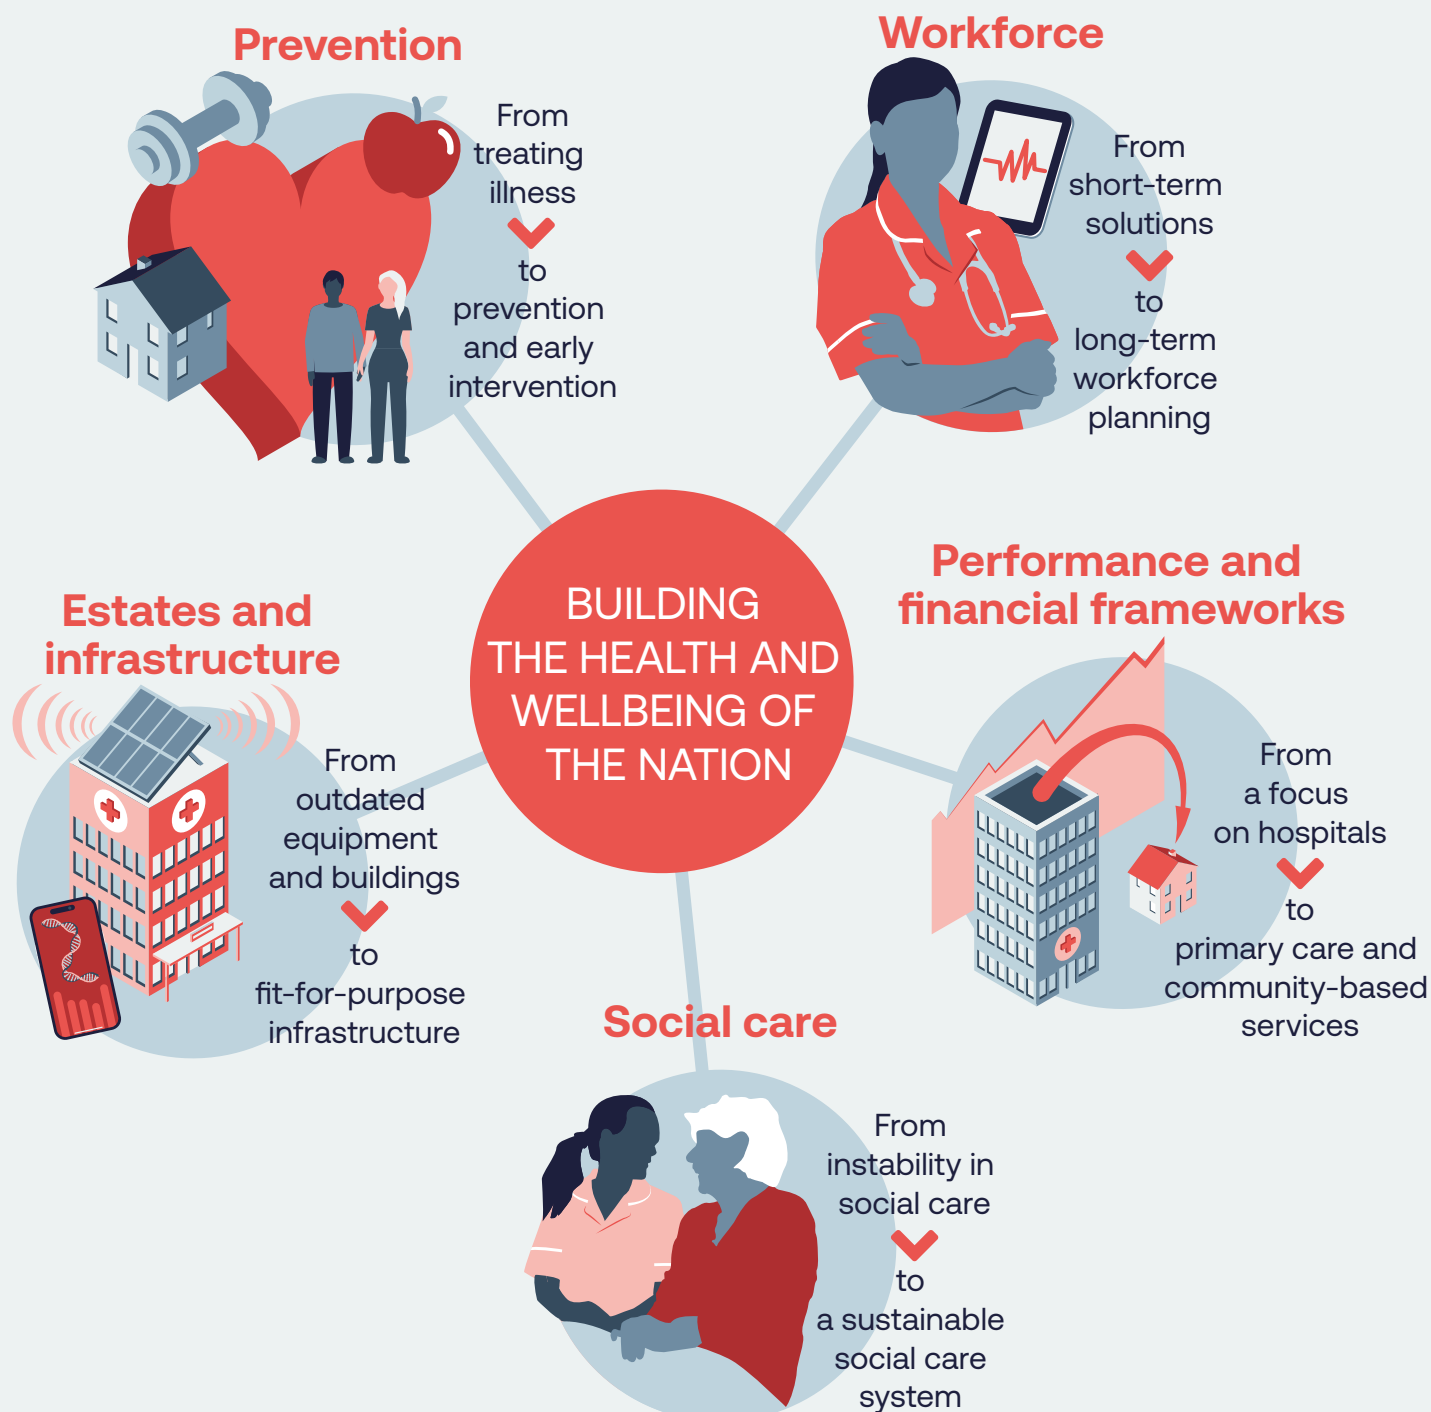 Prevention
From
treating
illness
to
prevention
and early
intervention
Workforce
From
short-term
solutions
to
long-term
workforce
planning
BUILDING
THE HEALTH AND
WELLBEING OF
THE NATION
Estates and
infrastructure
From
outdated
equipment
and buildings
to
fit-for-purpose
infrastructure
Performance and
financial frameworks
From
a focus
on hospitals
to
primary care and
community-based
services
Social care
From
instability in
social care
to
a sustainable
social care
system